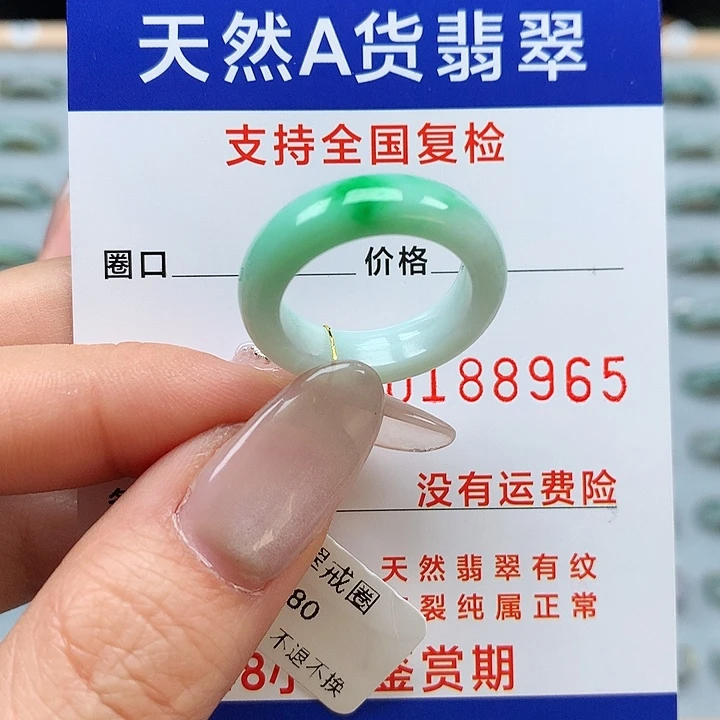 天然A货翡翠
支持全国复检
圈口 价格
0188965
没有运费险
天然翡翠有纹
裂纯属正常
鉴赏期
戒圈
80
不退不换